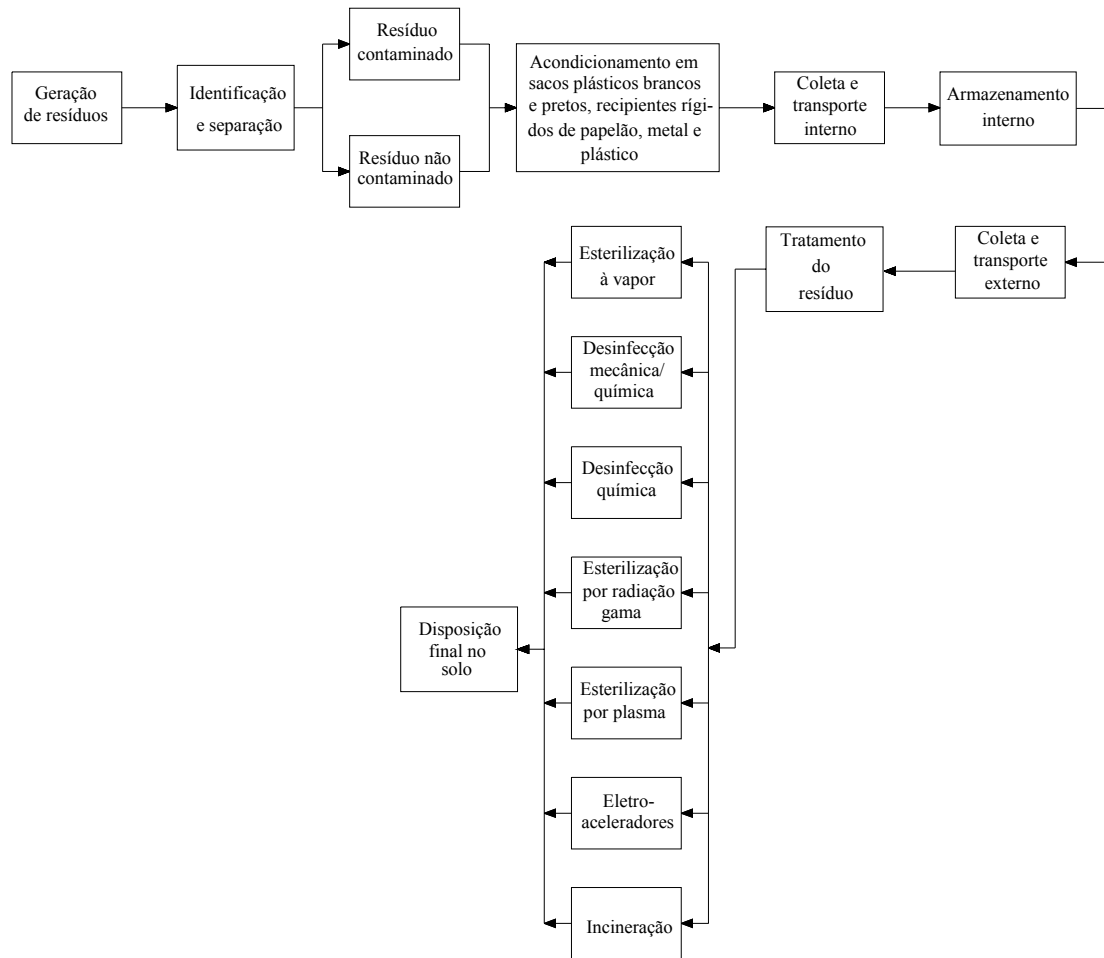 Geração
de resíduos
Identificação
e separação
Resíduo
contaminado
Resíduo não
contaminado
Acondicionamento em
sacos plásticos brancos
e pretos, recipientes rígi-
dos de papelão, metal e
plástico
Coleta e
transporte
interno
Armazenamento
interno
Coleta e
transporte
externo
Tratamento
do
resíduo
Esterilização
à vapor
Desinfecção
mecânica/
química
Desinfecção
química
Esterilização
por radiação
gama
Esterilização
por plasma
Eletro-
aceleradores
Incineração
Disposição
final no
solo